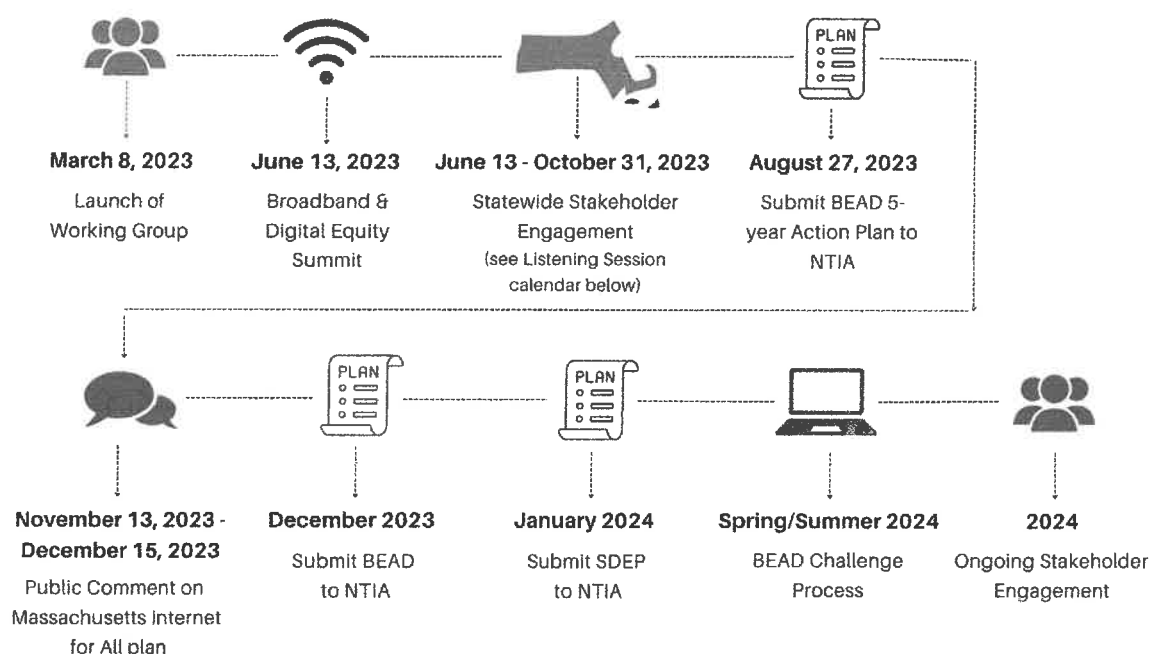 PLAN
March 8, 2023
Launch of
Working Group
June 13, 2023
Broadband &
Digital Equity
Summit
June 13 - October 31, 2023
Statewide Stakeholder
Engagement
(see Listening Session
calendar below)
August 27, 2023
Submit BEAD 5-
year Action Plan to
NTIA
PLAN
PLAN
November 13, 2023 -
December 15, 2023
Public Comment on
Massachusetts Internet
for All plan
December 2023
Submit BEAD
to NTIA
January 2024
Submit SDEP
to NTIA
Spring/Summer 2024
BEAD Challenge
Process
2024
Ongoing Stakeholder
Engagement